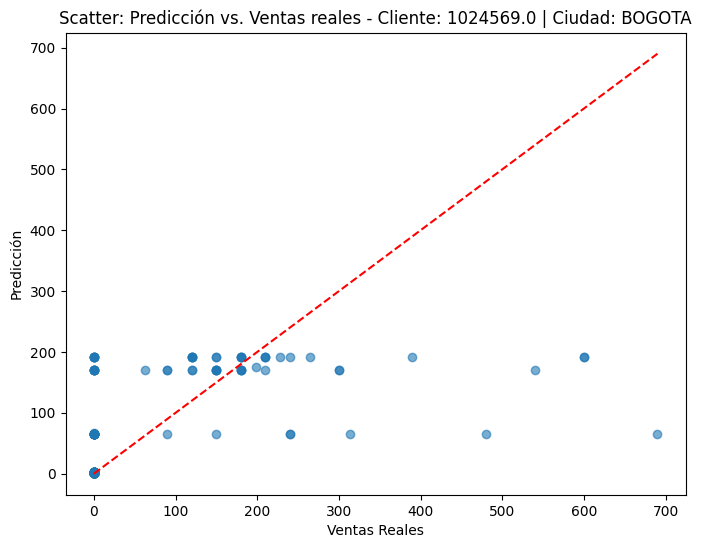 Scatter: Predicción vs. Ventas reales - Cliente: 1024569.0 | Ciudad: BOGOTA
700
600
500
400
300
200
100
0
Predicción
0 100 200 300 400 500 600 700
Ventas Reales